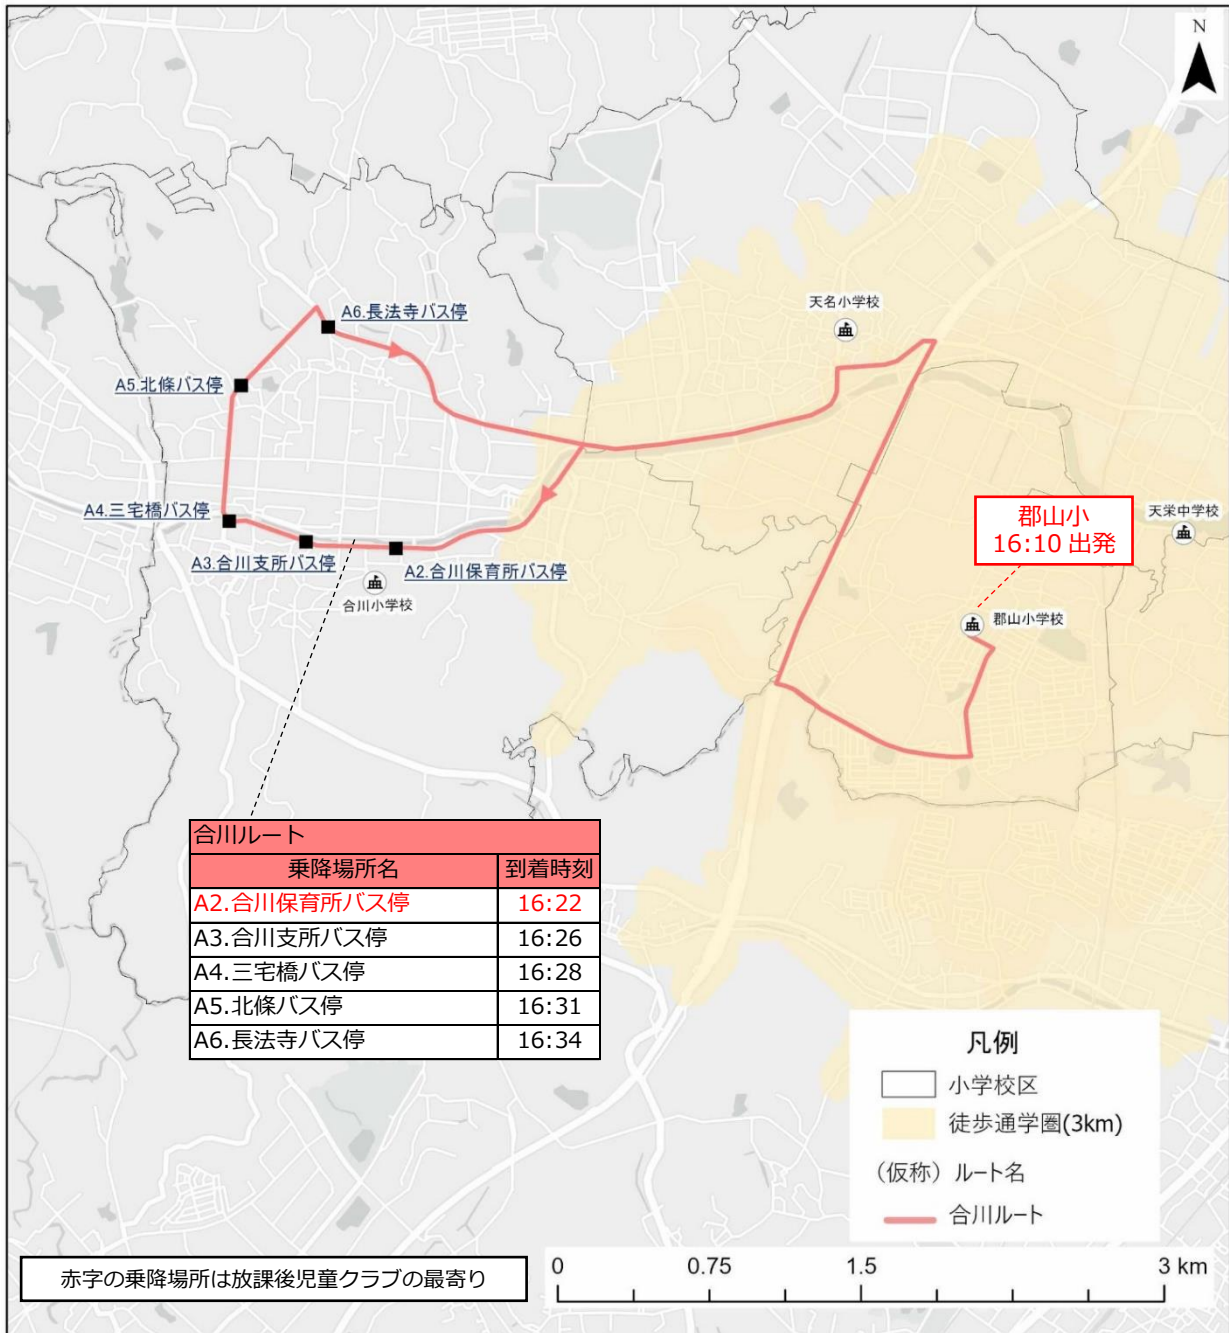 N
天名小学校
A6.長法寺バス停
A5.北條バス停
A4.三宅橋バス停
A3.合川支所バス停
A2.合川保育所バス停
合川小学校
郡山小
16:10 出発
天栄中学校
郡山小学校
合川ルート
乗降場所名 到着時刻
A2.合川保育所バス停 16:22
A3.合川支所バス停 16:26
A4.三宅橋バス停 16:28
A5.北條バス停 16:31
A6.長法寺バス停 16:34
凡例
小学校区
徒歩通学圏(3km)
（仮称）ルート名
合川ルート
赤字の乗降場所は放課後児童クラブの最寄り
0 0.75 1.5 3 km